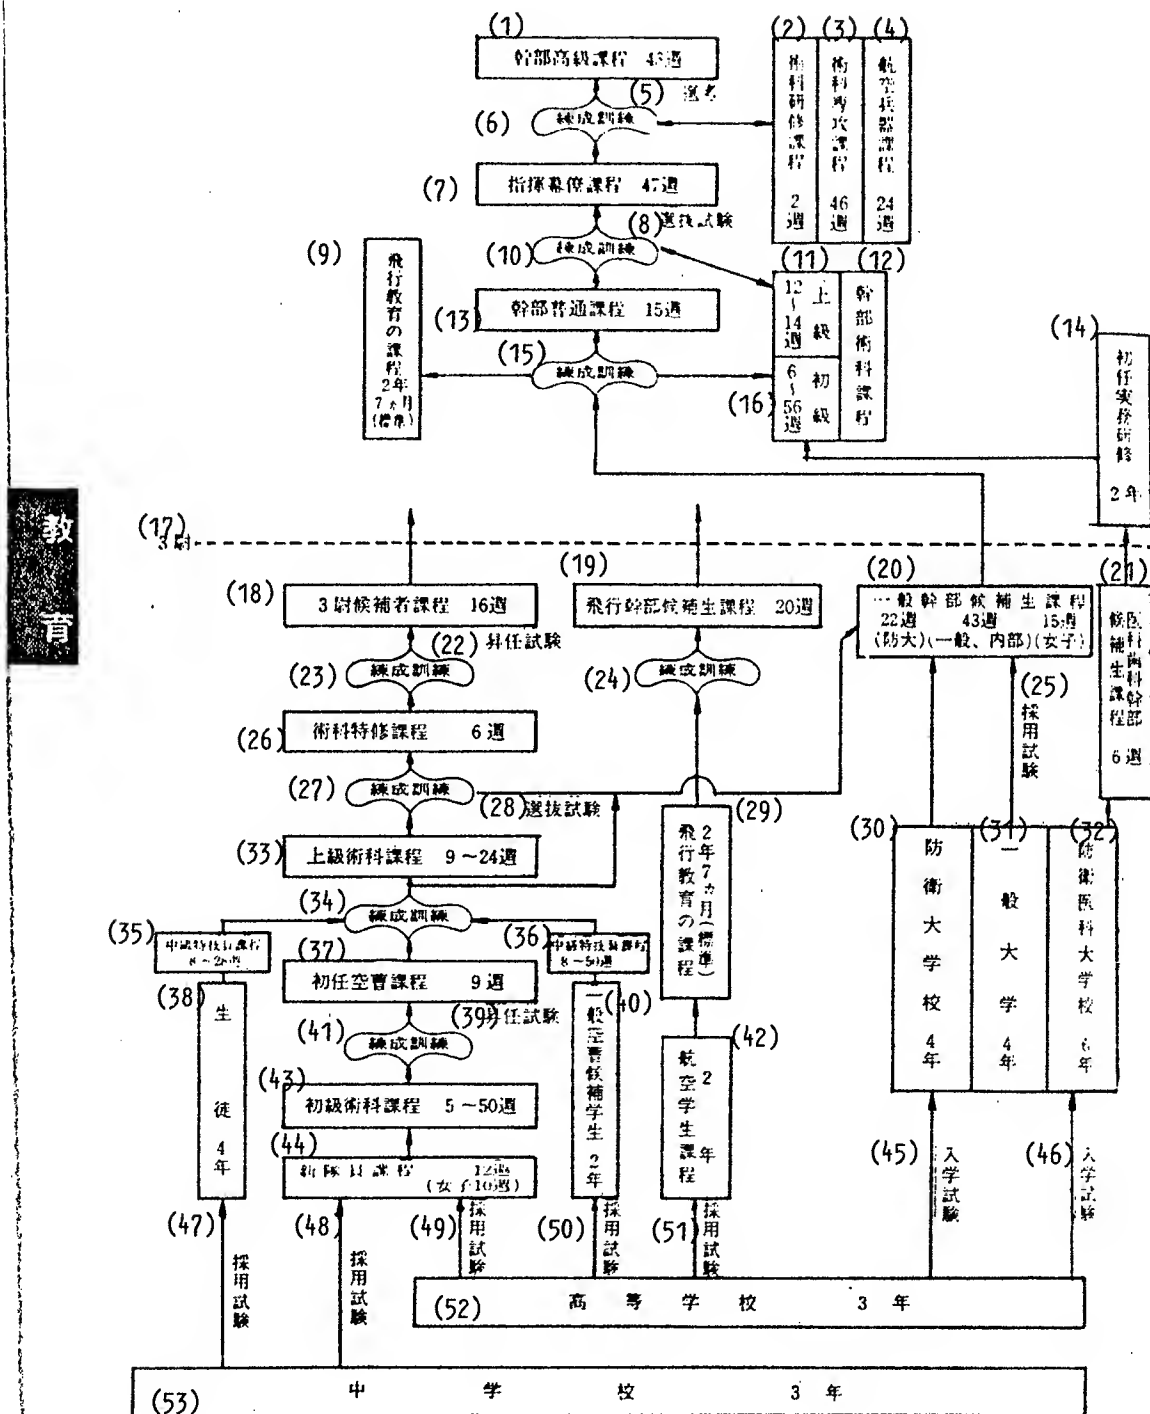 (1)
幹部高級課程
(2) (3) (4)
術科研修課程 2週
術科専攻課程 46週
航空兵器課程 24週
(5) 選考
(6) 練成訓練
(7) 指揮幕僚課程 47週
(8) 選抜試験
(9)
飛行教育の課程 2年7ヵ月(標準)
(10) 練成訓練
(11) (12)
上級 12〜14週
幹部術科課程
(13) 幹部普通課程 15週
(14)
初任実務研修 2年
(15)
練成訓練
(16) 初級 6〜56週
教育
(17)
3尉
(18) 3尉候補者課程 16週
(19)
飛行幹部候補生課程 20週
(20)
一般幹部候補生課程
22週 43週 15週
(防大)(一般、内部)(女子)
(21)
医科歯科幹部候補生課程 6週
(22) 昇任試験
(23) 練成訓練
(24) 練成訓練
(25)
採用試験
(26) 術科特修課程 6週
(27) 練成訓練
(28) 選抜試験
(29)
飛行教育の課程 2年7ヵ月(標準)
(30)
防衛大学校 4年
(31)
一般大学 4年
(32)
防衛医科大学校 6年
(33) 上級術科課程 9〜24週
(34)
練成訓練
(35) 中級特技員課程
(36)
中級特技員課程
8〜50週
(37)
初任空曹課程 9週
(38)
生徒 4年
(39) 昇任試験
(40)
一般空曹候補学生 2年
(41) 練成訓練
(42)
航空学生課程 2年
(43)
初級術科課程 5〜50週
(44)
新隊員課程 12週
(女子10週)
(45) 入学試験
(46) 入学試験
(47)
採用試験
(48)
採用試験
(49) 採用試験
(50) 採用試験
(51) 採用試験
(52) 高等学校 3年
(53) 中学校 3年